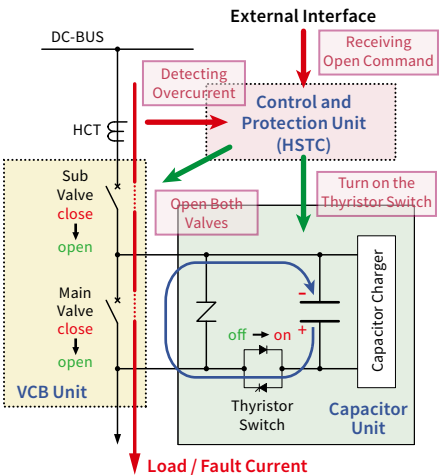 External Interface
DC-BUS
Receiving
Open Command
Detecting
Overcurrent
Control and
Protection Unit
(HSTC)
HCT
Sub
Valve
close
open
Open Both
Valves
Turn on the
Thyristor Switch
Main
Valve
close
open
−
+
off → on
Capacitor Charger
VCB Unit
Thyristor
Switch
Capacitor
Unit
Load / Fault Current